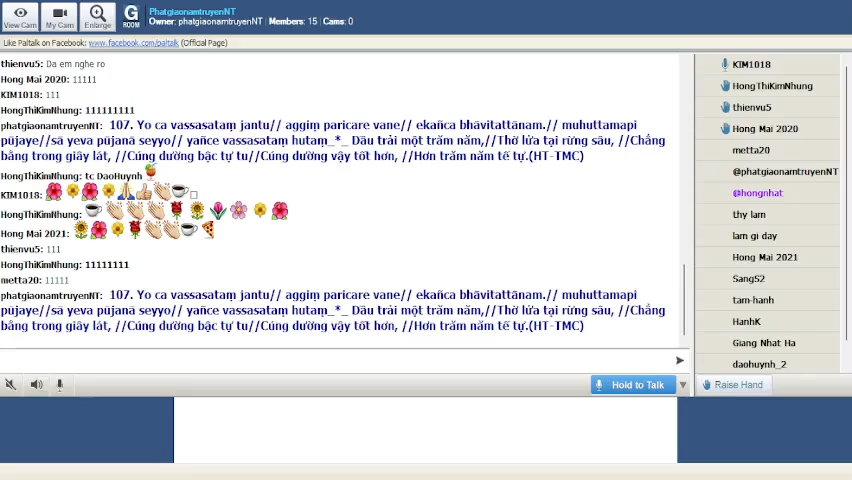 View Cam
My Cam
Enlarge
G
ROOM
PhatgiaonamtruyenNT
Owner: phatgiaonamtruyenNT | Members: 15 | Cams: 0
Like Paltalk on Facebook: www.facebook.com/paltalk (Official Page)
thienvu5: Da em nghe ro
Hong Mai 2020: 11111
KIM1018: 111
HongThiKimNhung: 111111111
phatgiaonamtruyenNT: 107. Yo ca vassasataṃ jantu// aggiṃ paricare vane// ekañca bhāvitattānaṃ.// muhuttamapi
pūjaye//sā yeva pūjanā seyyo// yañce vassasataṃ hutaṃ_*_ Dầu trải một trăm năm,//Thờ lửa tại rừng sâu, //Chẳng
bằng trong giây lát, //Cúng dường bậc tự tu//Cúng dường vậy tốt hơn, //Hơn trăm năm tế tự.(HT-TMC)
HongThiKimNhung: tc DaoHuynh
KIM1018:
HongThiKimNhung:
Hong Mai 2021:
thienvu5: 111
HongThiKimNhung: 11111111
metta20: 11111
phatgiaonamtruyenNT: 107. Yo ca vassasataṃ jantu// aggiṃ paricare vane// ekañca bhāvitattānaṃ.// muhuttamapi
pūjaye//sā yeva pūjanā seyyo// yañce vassasataṃ hutaṃ_*_ Dầu trải một trăm năm,//Thờ lửa tại rừng sâu, //Chẳng
bằng trong giây lát, //Cúng dường bậc tự tu//Cúng dường vậy tốt hơn, //Hơn trăm năm tế tự.(HT-TMC)
Hold to Talk
KIM1018
HongThiKimNhung
thienvu5
Hong Mai 2020
metta20
@phatgiaonamtruyenNT
@hongnhat
thy lam
lam gi day
Hong Mai 2021
SangS2
tam-hanh
HanhK
Giang Nhat Ha
daohuynh_2
Raise Hand